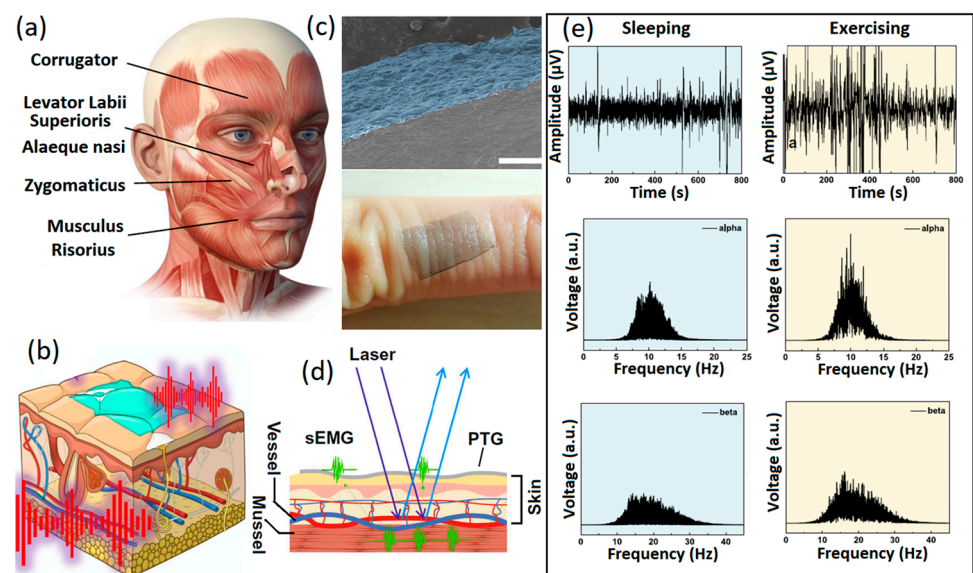 (a)
Corrugator
Levator Labii
Superioris
Alaeque nasi
Zygomaticus
Musculus
Risorius
(b)
(c)
(d)
Laser
sEMG
PTG
Vessel
Mussel
Skin
(e)
Sleeping
Exercising
Amplitude (µV)
0 200 400 600 800
Time (s)
Amplitude (µV)
a
0 200 400 600 800
Time (s)
Voltage (a.u.)
alpha
0 5 10 15 20 25
Frequency (Hz)
Voltage (a.u.)
alpha
0 5 10 15 20 25
Frequency (Hz)
Voltage (a.u.)
beta
0 10 20 30 40
Frequency (Hz)
Voltage (a.u.)
beta
0 10 20 30 40
Frequency (Hz)